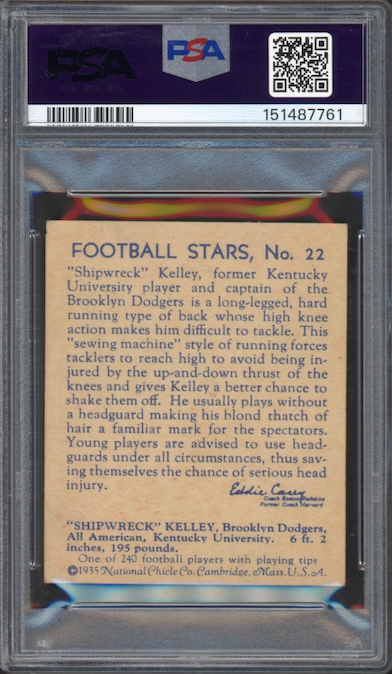 PSA
PSA
151487761
FOOTBALL STARS, No. 22
"Shipwreck" Kelley, former Kentucky
University player and captain of the
Brooklyn Dodgers is a long-legged, hard
running type of back whose high knee
action makes him difficult to tackle. This
"sewing machine" style of running forces
tacklers to reach high to avoid being in-
jured by the up-and-down thrust of the
knees and gives Kelley a better chance to
shake them off. He usually plays without
a headguard making his blond thatch of
hair a familiar mark for the spectators.
Young players are advised to use head-
guards under all circumstances, thus sav-
ing themselves the chance of serious head
injury.
Eddie Casey
Coach Boston Redskins
Former Coach Harvard
"SHIPWRECK" KELLEY, Brooklyn Dodgers,
All American, Kentucky University. 6 ft. 2
inches, 195 pounds.
One of 240 football players with playing tips
©1935 National Chicle Co. Cambridge, Mass. U.S.A.